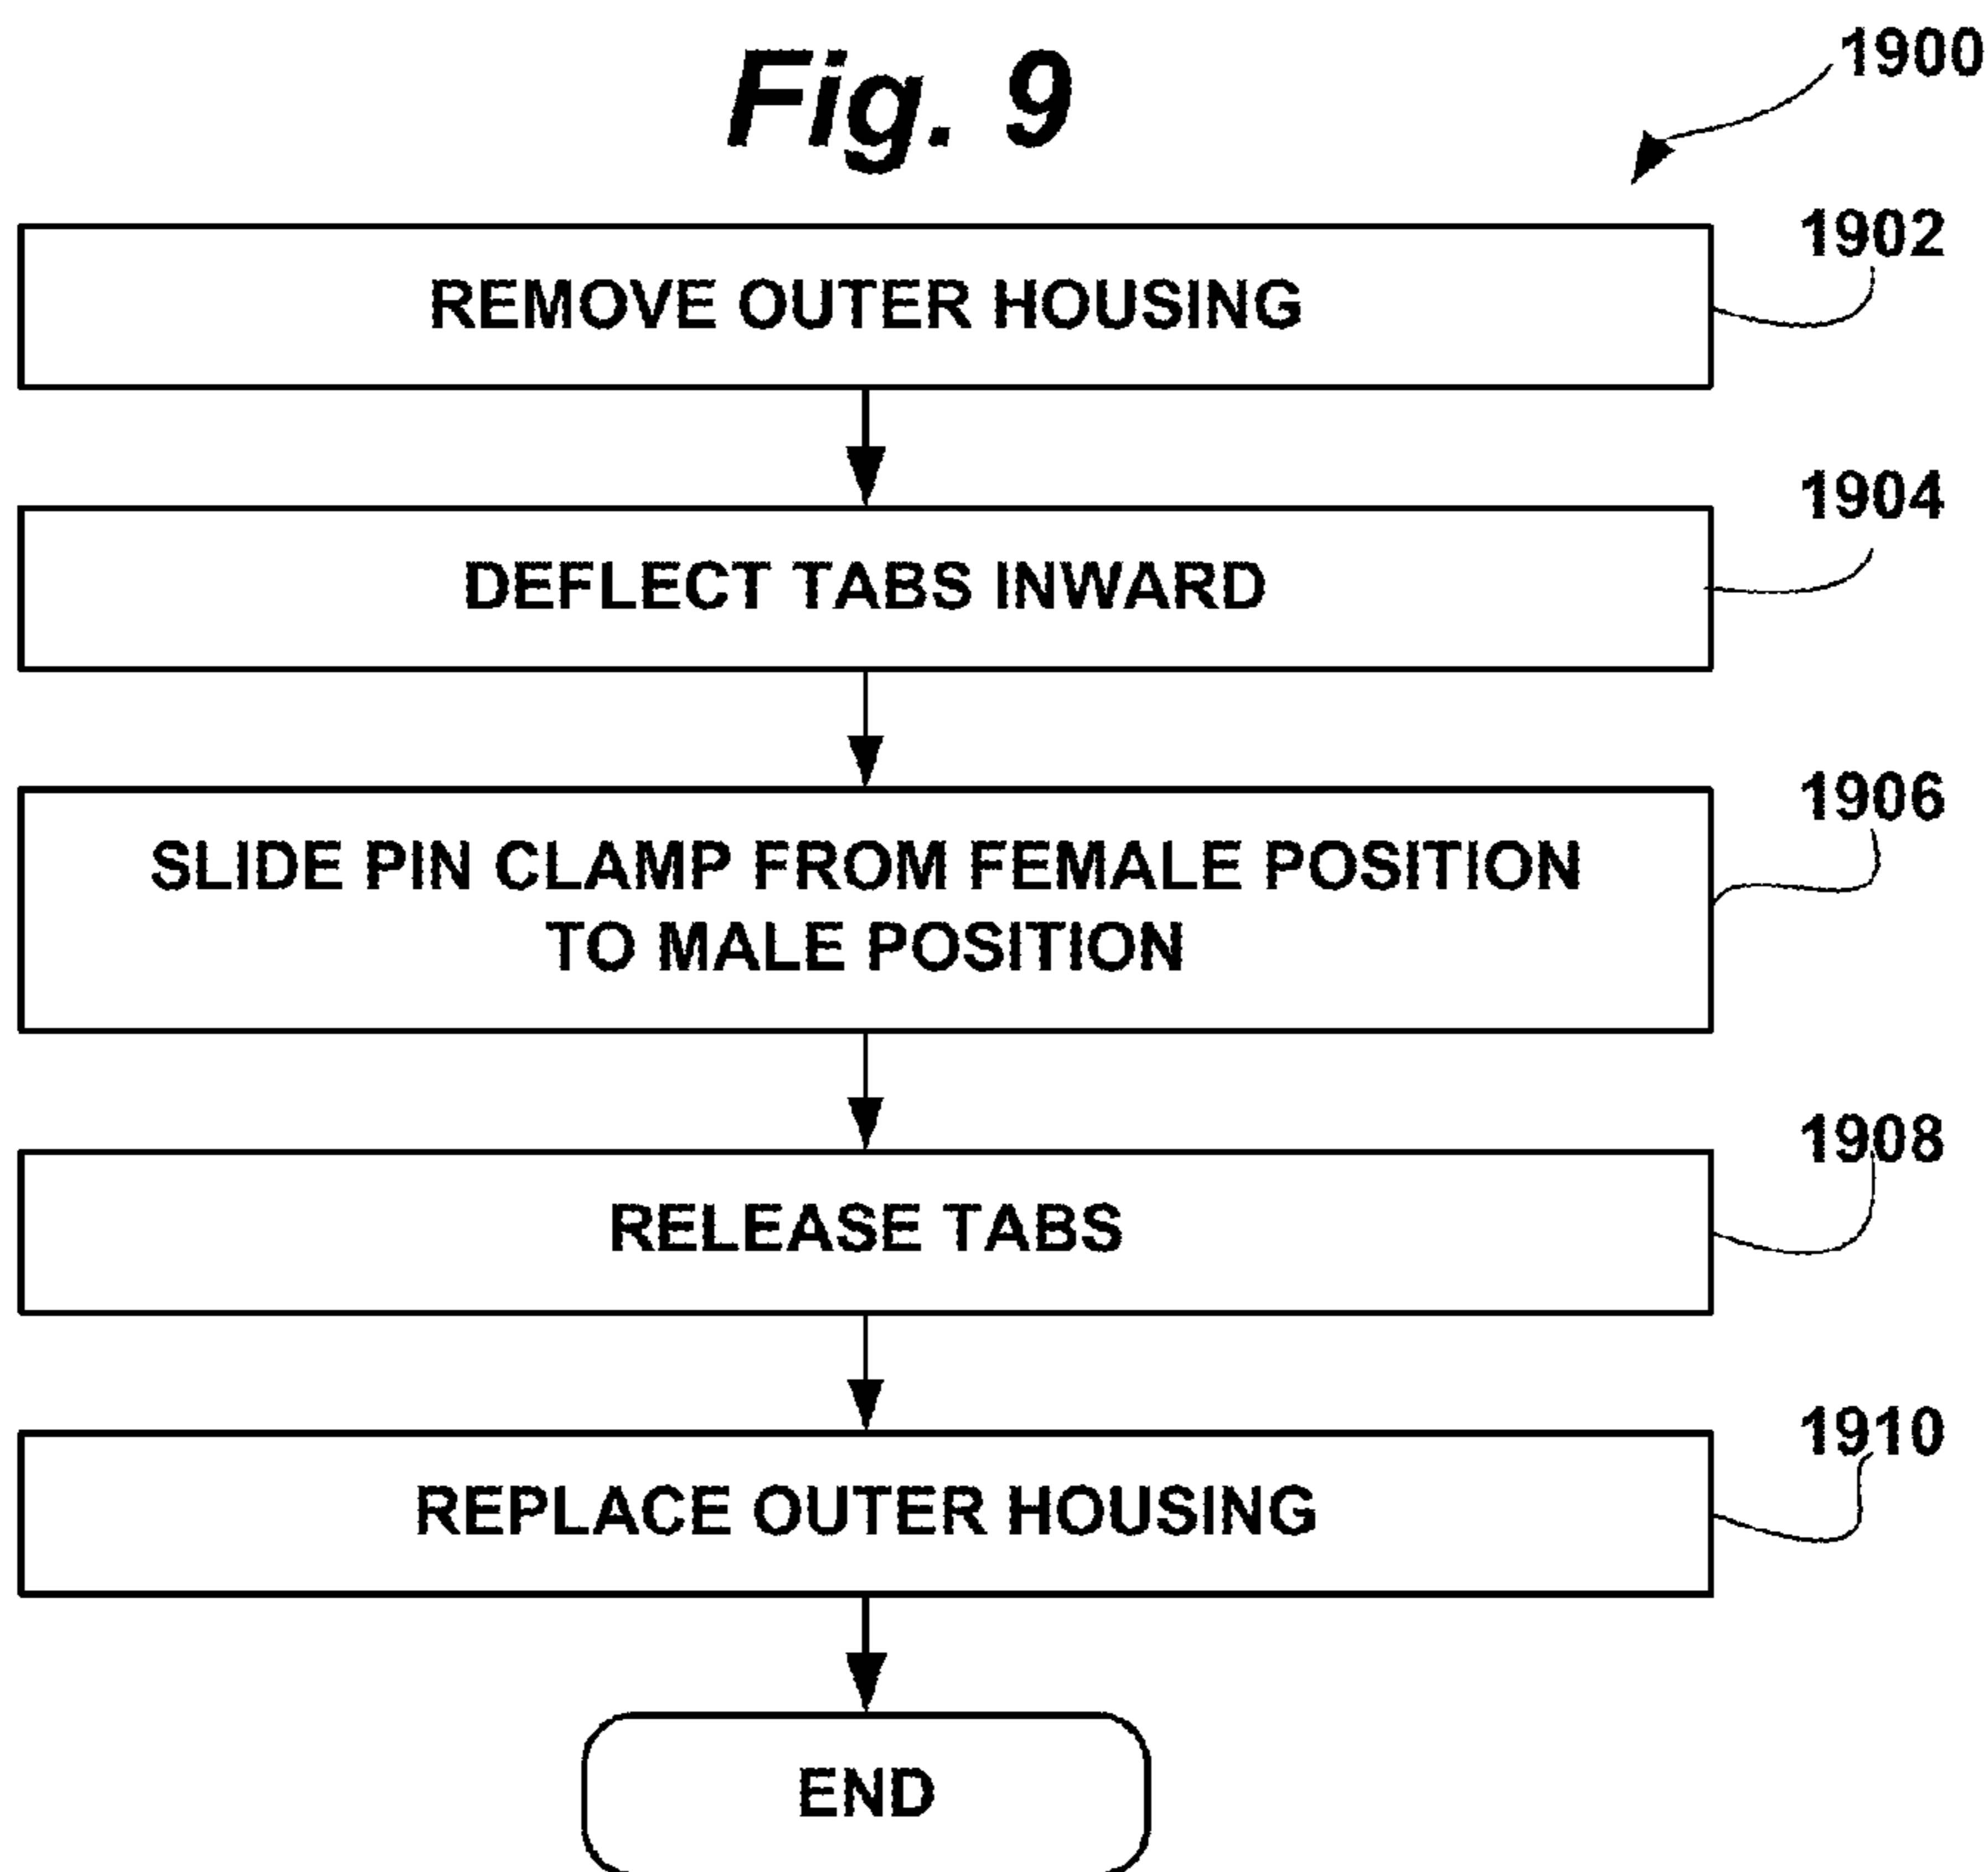 Fig. 9
1900
1902
REMOVE OUTER HOUSING
1904
DEFLECT TABS INWARD
1906
SLIDE PIN CLAMP FROM FEMALE POSITION
TO MALE POSITION
1908
RELEASE TABS
1910
REPLACE OUTER HOUSING
END